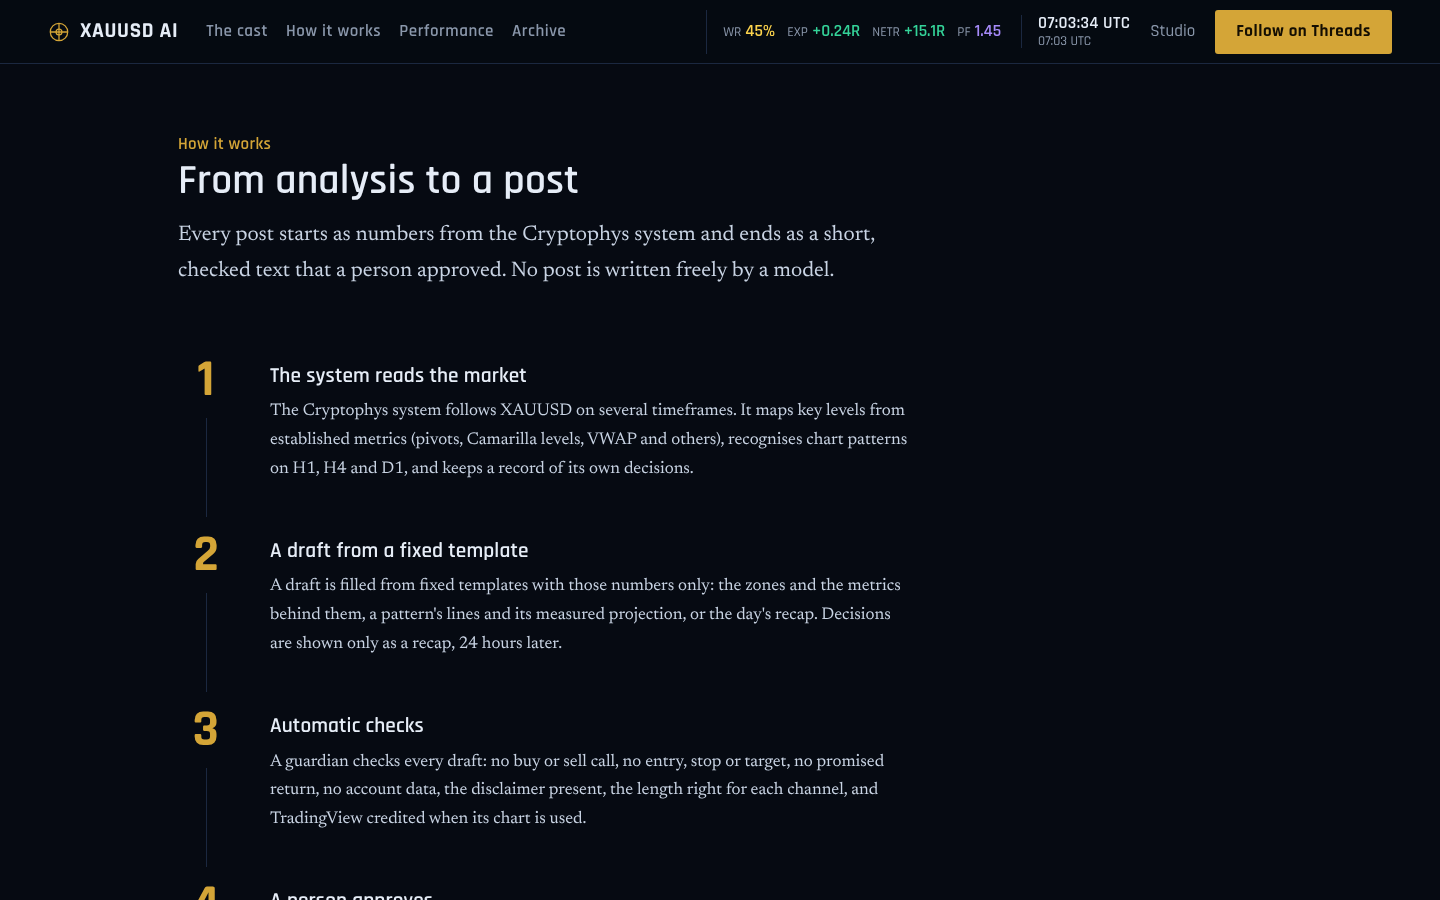 XAUUSD AI
The cast
How it works
Performance
Archive
WR 45% EXP +0.24R NETR +15.1R PF 1.45
07:03:34 UTC
07:03 UTC
Studio
Follow on Threads
How it works
From analysis to a post
Every post starts as numbers from the Cryptophys system and ends as a short,
checked text that a person approved. No post is written freely by a model.
1
The system reads the market
The Cryptophys system follows XAUUSD on several timeframes. It maps key levels from
established metrics (pivots, Camarilla levels, VWAP and others), recognises chart patterns
on H1, H4 and D1, and keeps a record of its own decisions.
2
A draft from a fixed template
A draft is filled from fixed templates with those numbers only: the zones and the metrics
behind them, a pattern's lines and its measured projection, or the day's recap. Decisions
are shown only as a recap, 24 hours later.
3
Automatic checks
A guardian checks every draft: no buy or sell call, no entry, stop or target, no promised
return, no account data, the disclaimer present, the length right for each channel, and
TradingView credited when its chart is used.
4
A person approves